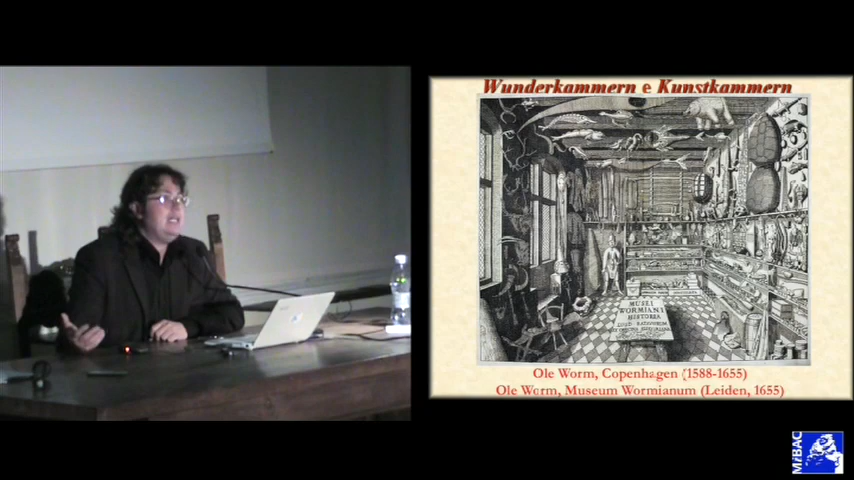 Wunderkammern e Kunstkammern
MUSEI
WORMIANI
HISTORIA
Ole Worm, Copenhagen (1588-1655)
Ole Worm, Museum Wormianum (Leiden, 1655)
MiBAC